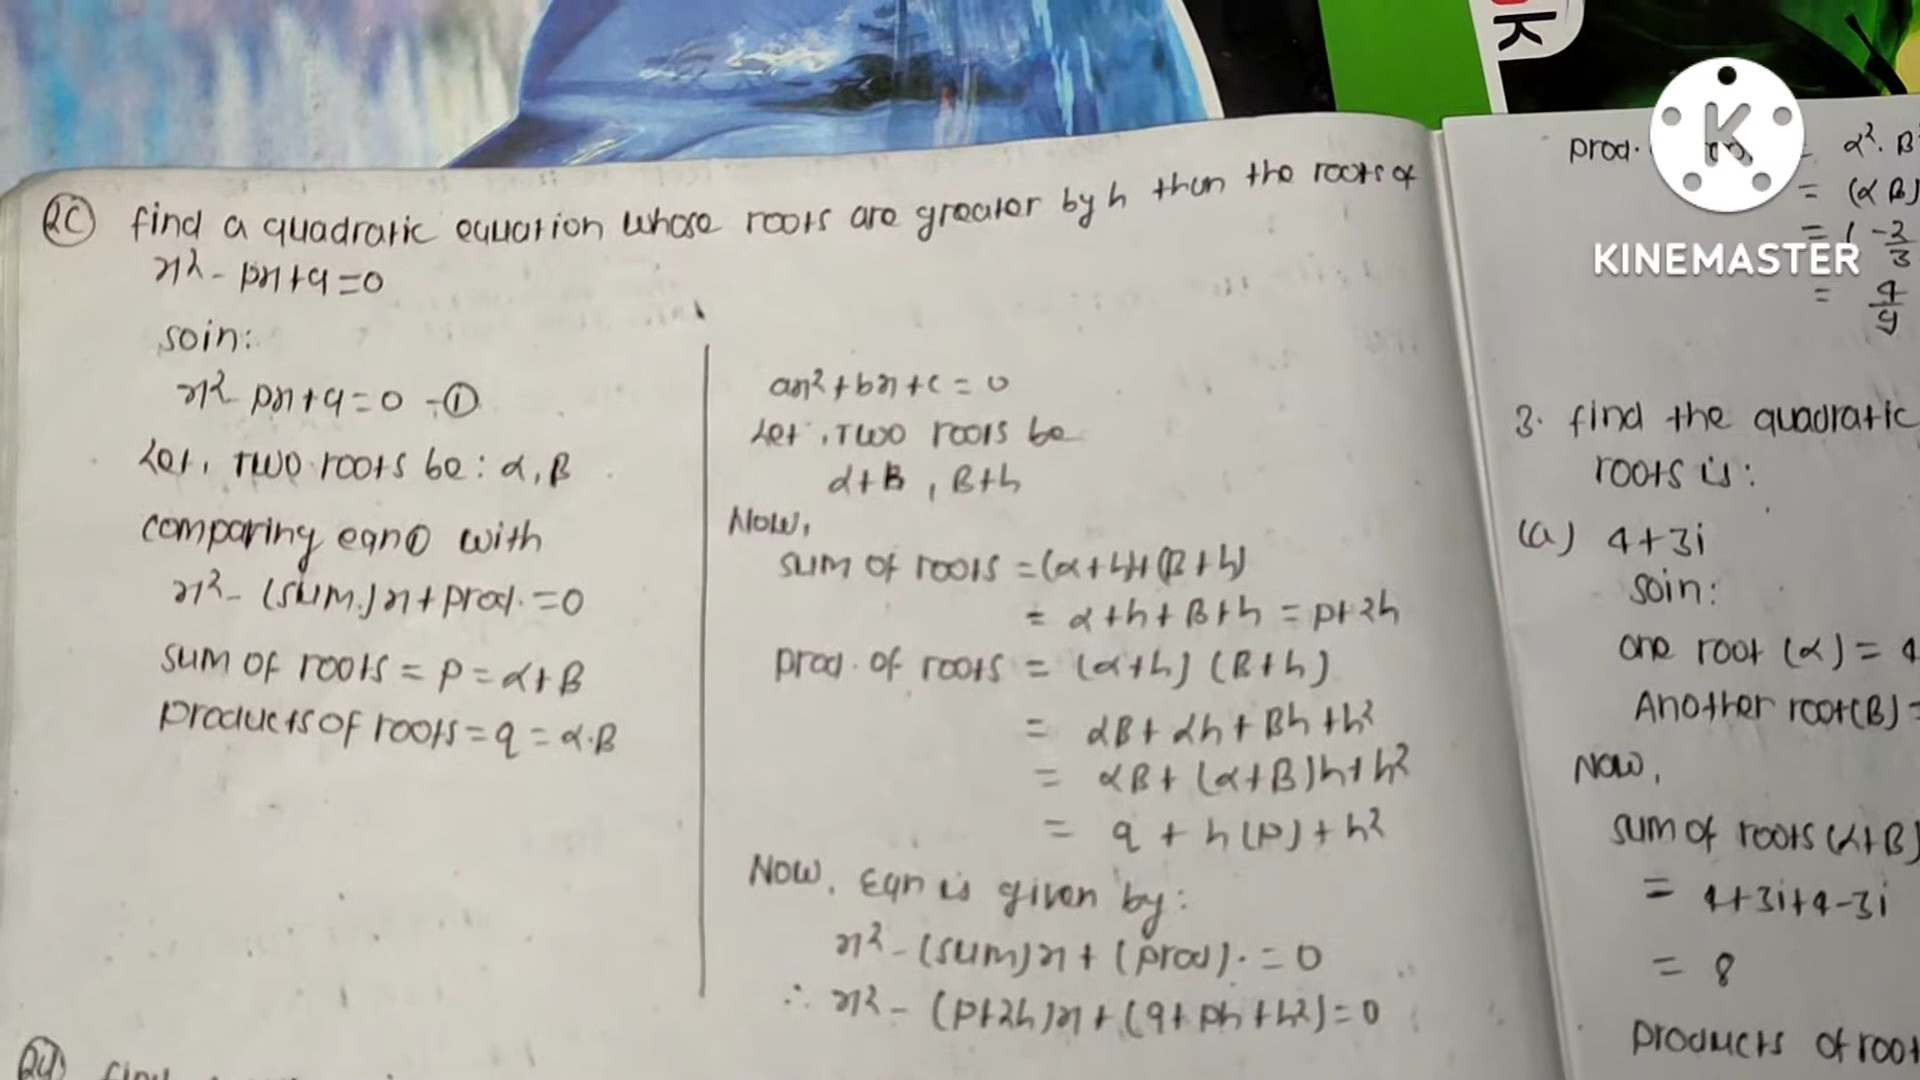 K
2C find a quadratic equation whose roots are greater by h than the roots of
x² - px + q = 0
soln:
x² px + q = 0 - ①
Let, Two roots be: α, β
comparing eqn ① with
x² - (sum.)x + prod. = 0
sum of roots = p = α + β
products of roots = q = α.β
ax² + bx + c = 0
Let, Two roots be
α + β , β + h
Now,
sum of roots = (α + h) + (β + h)
= α + h + β + h = p + 2h
prod. of roots = (α + h) (β + h)
= αβ + αh + βh + h²
= αβ + (α + β)h + h²
= q + h(p) + h²
Now, Eqn is given by:
x² - (sum)x + (prod). = 0
∴ x² - (p + 2h)x + (q + ph + h²) = 0
2d
prod.
= α². β
= (αβ)
= ( -2/3
= 4/9
K
KINEMASTER
3. find the quadratic
roots is:
(a) 4 + 3i
soln:
one root (α) = 4
Another root (β) =
Now,
sum of roots (α + β)
= 4 + 3i + 4 - 3i
= 8
products of root